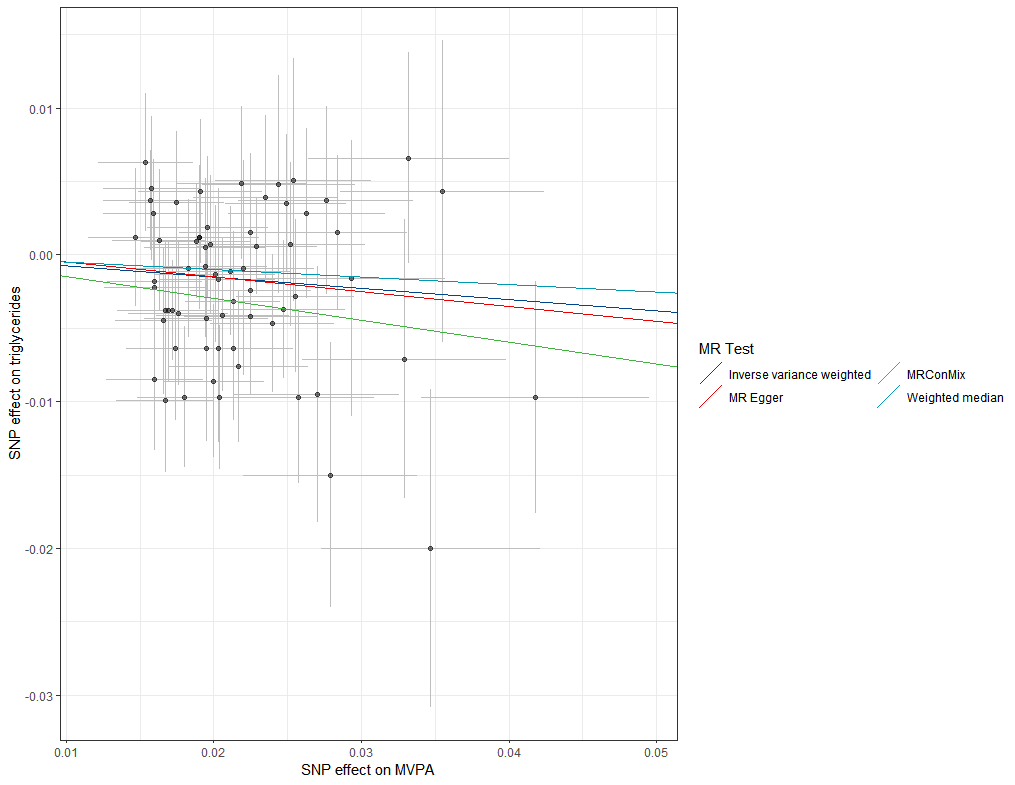 0.01
0.00
-0.01
-0.02
-0.03
SNP effect on triglycerides
0.01 0.02 0.03 0.04 0.05
SNP effect on MVPA
MR Test
Inverse variance weighted MRConMix
MR Egger Weighted median